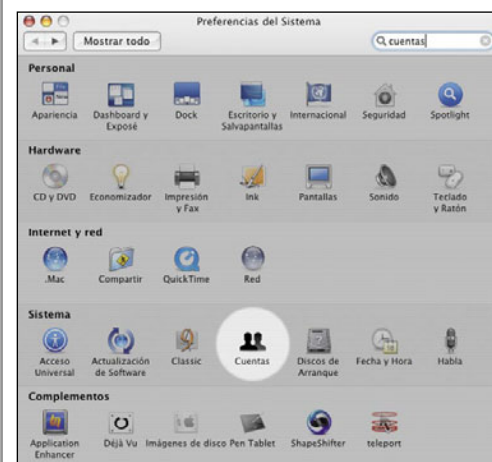 Preferencias del Sistema
Mostrar todo
cuentas
Personal
Apariencia
Dashboard y
Exposé
Dock
Escritorio y
Salvapantallas
Internacional
Seguridad
Spotlight
Hardware
CD y DVD
Economizador
Impresión
y Fax
Ink
Pantallas
Sonido
Teclado
y Ratón
Internet y red
.Mac
Compartir
QuickTime
Red
Sistema
Acceso
Universal
Actualización
de Software
Classic
Cuentas
Discos de
Arranque
Fecha y Hora
Habla
Complementos
Application
Enhancer
Déjà Vu
Imágenes de disco
Pen Tablet
ShapeShifter
teleport